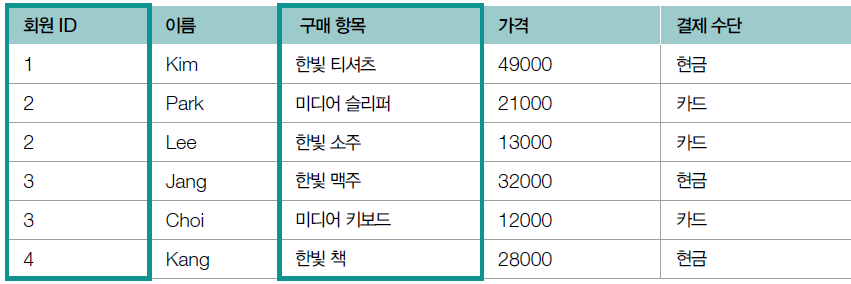 회원 ID 이름 구매 항목 가격 결제 수단
1 Kim 한빛 티셔츠 49000 현금
2 Park 미디어 슬리퍼 21000 카드
2 Lee 한빛 소주 13000 카드
3 Jang 한빛 맥주 32000 현금
3 Choi 미디어 키보드 12000 카드
4 Kang 한빛 책 28000 현금